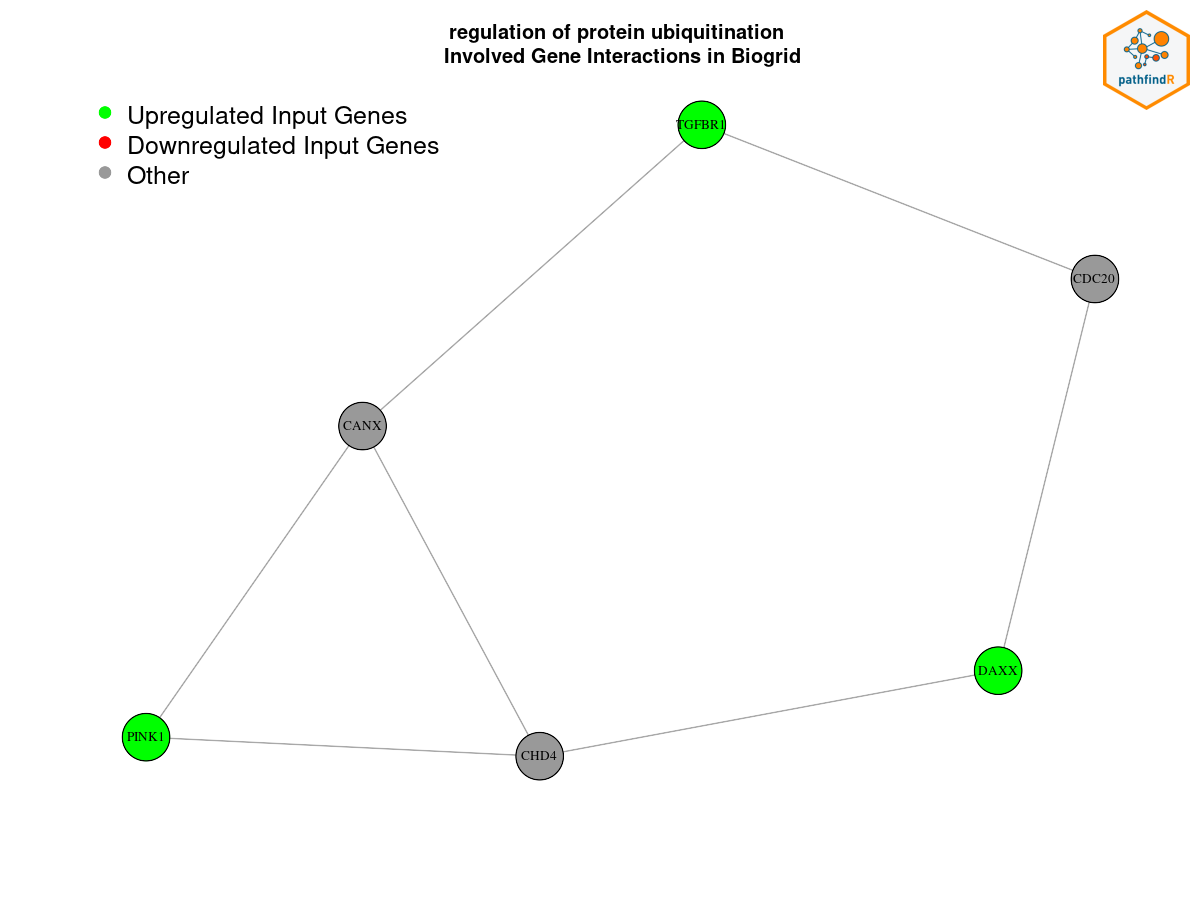 regulation of protein ubiquitination
Involved Gene Interactions in Biogrid
pathfindR
Upregulated Input Genes
Downregulated Input Genes
Other
TGFBR1
CDC20
CANX
DAXX
PINK1
CHD4